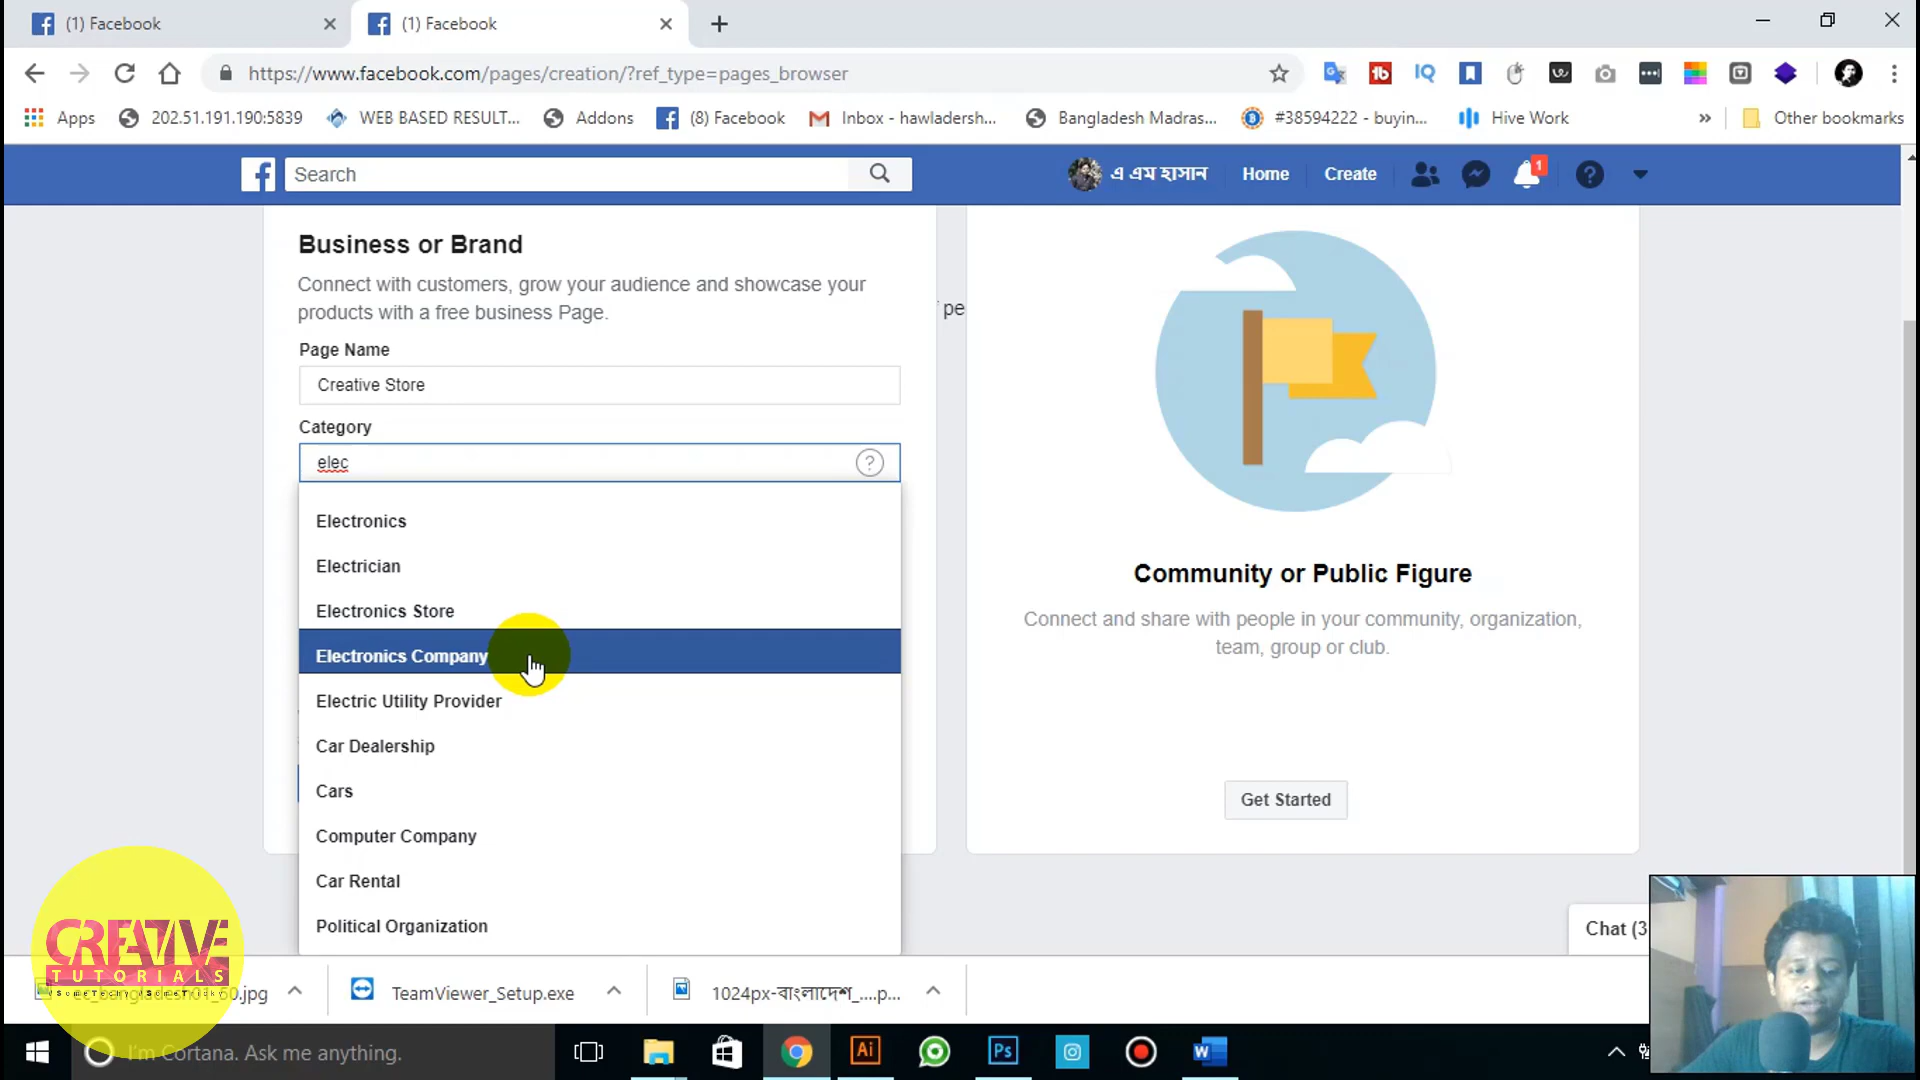 (1) Facebook
(1) Facebook
https://www.facebook.com/pages/creation/?ref_type=pages_browser
Apps
202.51.191.190:5839
WEB BASED RESULT...
Addons
(8) Facebook
Inbox - hawladersh...
Bangladesh Madras...
#38594222 - buyin...
Hive Work
»
Other bookmarks
Search
এ এম হাসান
Home
Create
1
Business or Brand
Connect with customers, grow your audience and showcase your
products with a free business Page.
Page Name
Creative Store
Category
elec
Electronics
Electrician
Electronics Store
Electronics Company
Electric Utility Provider
Car Dealership
Cars
Computer Company
Car Rental
Political Organization
pe
Community or Public Figure
Connect and share with people in your community, organization,
team, group or club.
Get Started
Chat (3
CREATIVE
TUTORIALS
TeamViewer_Setup.exe
1024px-বাংলাদেশ_....p...
I'm Cortana. Ask me anything.